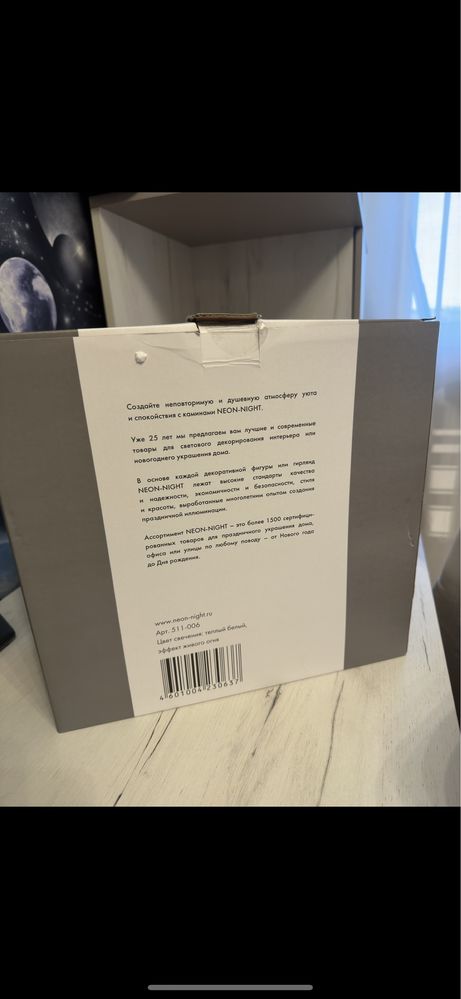 Создайте неповторимую и душевную атмосферу уюта
и спокойствия с каминами NEON-NIGHT.
Уже 25 лет мы предлагаем вам лучшие и современные
товары для светового декорирования интерьера или
новогоднего украшения дома.
В основе каждой декоративной фигуры или гирлянд
NEON-NIGHT лежат высокие стандарты качества
и надежности, экономичности и безопасности, стиля
и красоты, выработанные многолетним опытом создания
праздничной иллюминации.
Ассортимент NEON-NIGHT – это более 1500 сертифици-
рованных товаров для праздничного украшения дома,
офиса или улицы по любому поводу – от Нового года
до Дня рождения.
www.neon-night.ru
Арт. 511-006
Цвет свечения: теплый белый,
эффект живого огня
4 601004 230637